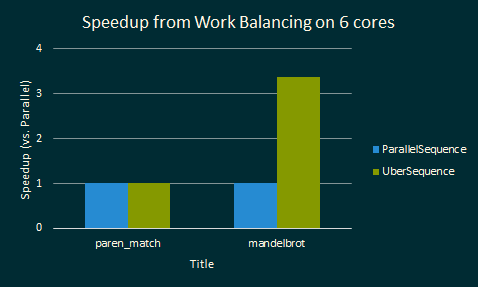 Speedup from Work Balancing on 6 cores
4
3
2
1
0
Speedup (vs. Parallel)
paren_match
mandelbrot
Title
ParallelSequence
UberSequence